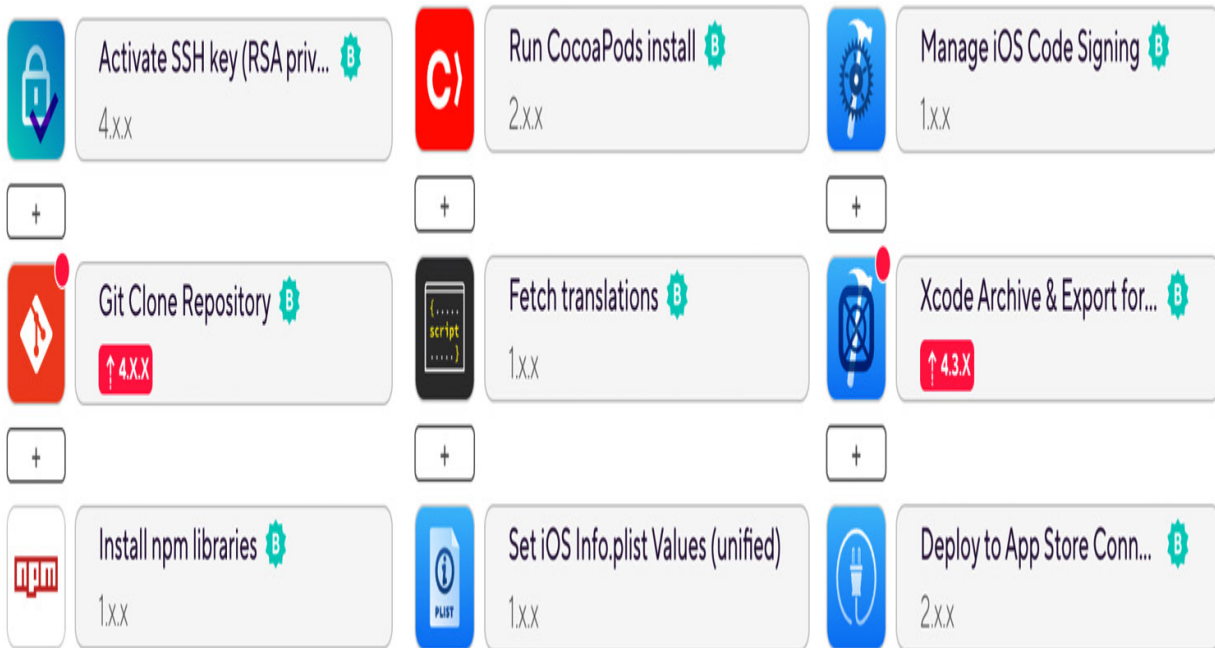 Activate SSH key (RSA priv... B
4.x.x
+
Git Clone Repository B
↑ 4.X.X
+
npm
Install npm libraries B
1.x.x
Run CocoaPods install B
2.x.x
+
{.....
script
.....}
Fetch translations B
1.x.x
+
PLIST
Set iOS Info.plist Values (unified)
1.x.x
Manage iOS Code Signing B
1.x.x
+
Xcode Archive & Export for... B
↑ 4.3.X
+
Deploy to App Store Conn... B
2.x.x